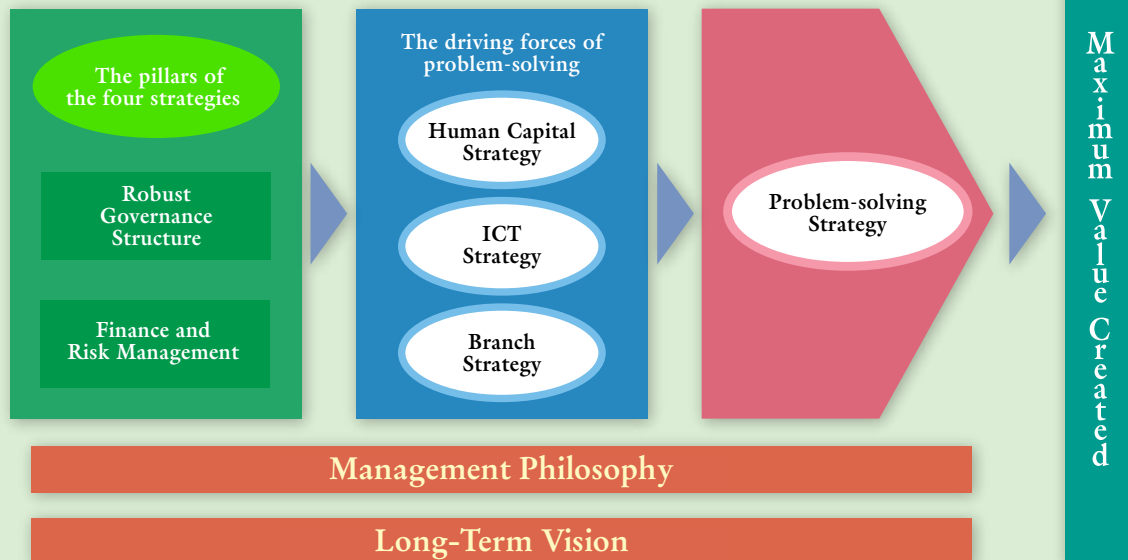 The pillars of
the four strategies
Robust
Governance
Structure
Finance and
Risk Management
The driving forces of
problem-solving
Human Capital
Strategy
ICT
Strategy
Branch
Strategy
Problem-solving
Strategy
Maximum Value Created
Management Philosophy
Long-Term Vision